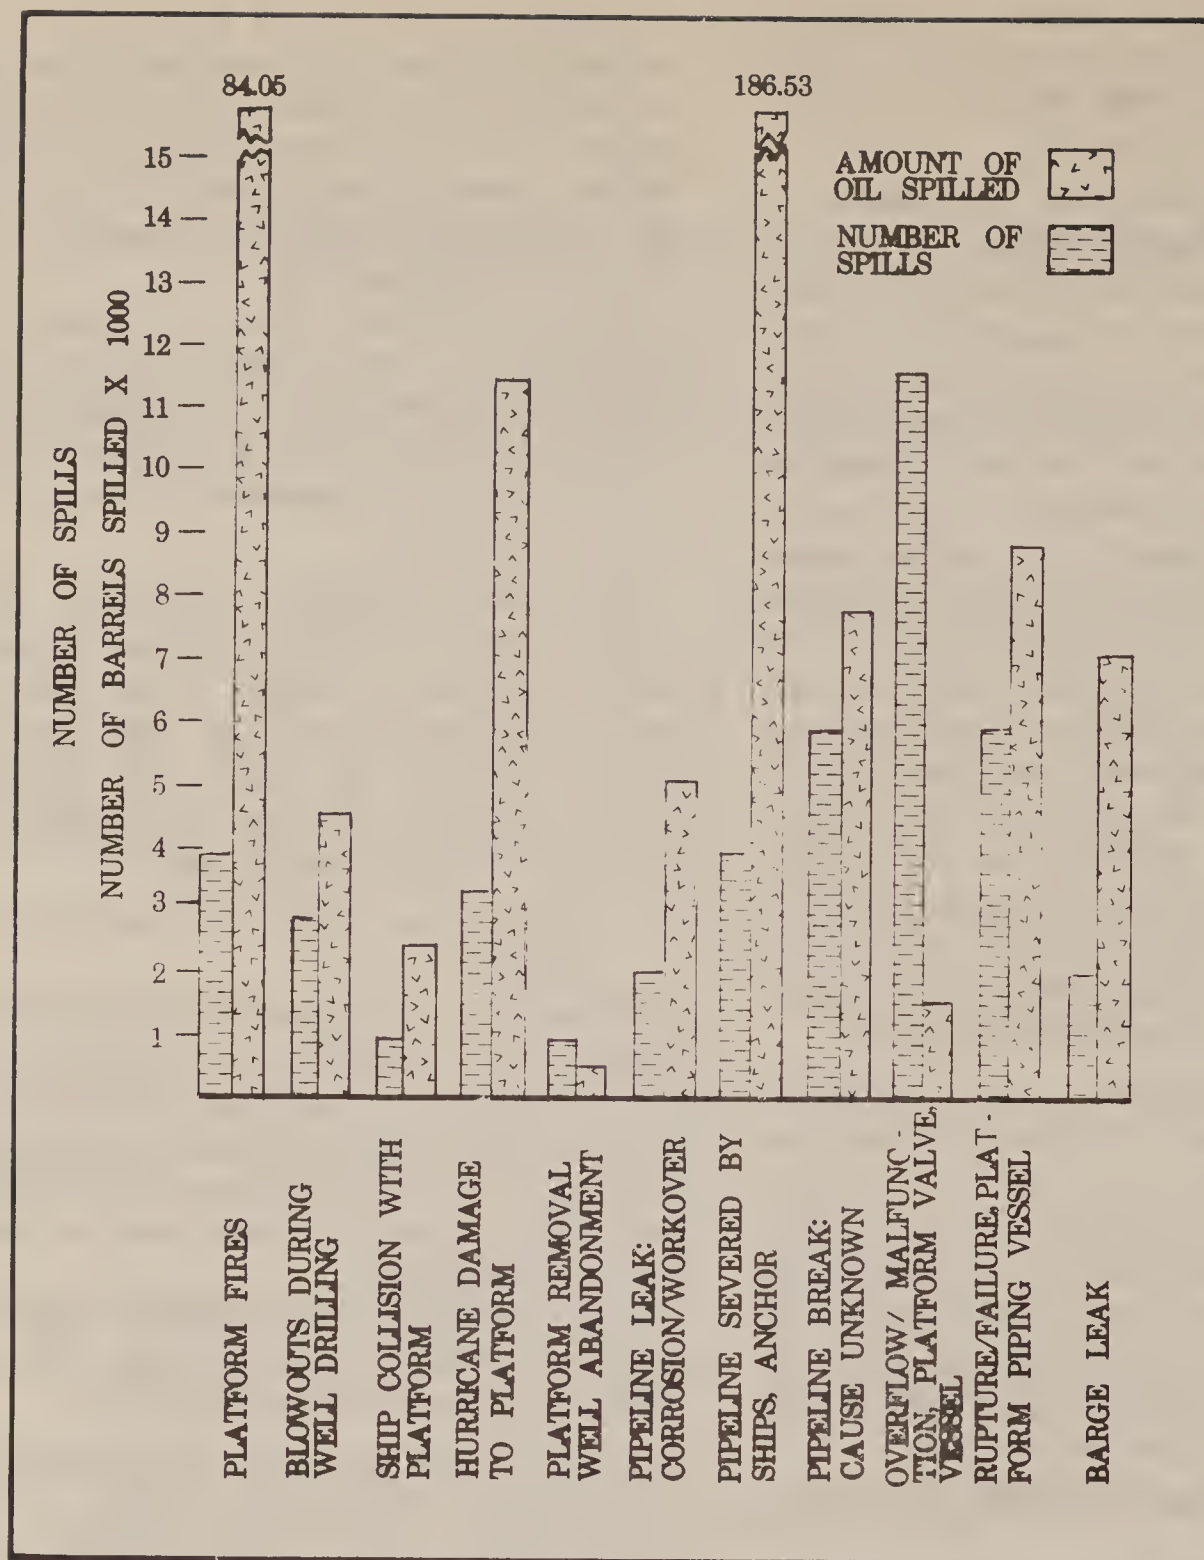 84.05
186.53
AMOUNT OF
OIL SPILLED
NUMBER OF
SPILLS
NUMBER OF SPILLS
NUMBER OF BARRELS SPILLED X 1000
15
14
13
12
11
10
9
8
7
6
5
4
3
2
1
PLATFORM FIRES
BLOWOUTS DURING
WELL DRILLING
SHIP COLLISION WITH
PLATFORM
HURRICANE DAMAGE
TO PLATFORM
PLATFORM REMOVAL
WELL ABANDONMENT
PIPELINE LEAK:
CORROSION/WORKOVER
PIPELINE SEVERED BY
SHIPS, ANCHOR
PIPELINE BREAK:
CAUSE UNKNOWN
OVERFLOW/ MALFUNC -
TION, PLATFORM VALVE,
VESSEL
RUPTURE/FAILURE, PLAT -
FORM PIPING VESSEL
BARGE LEAK